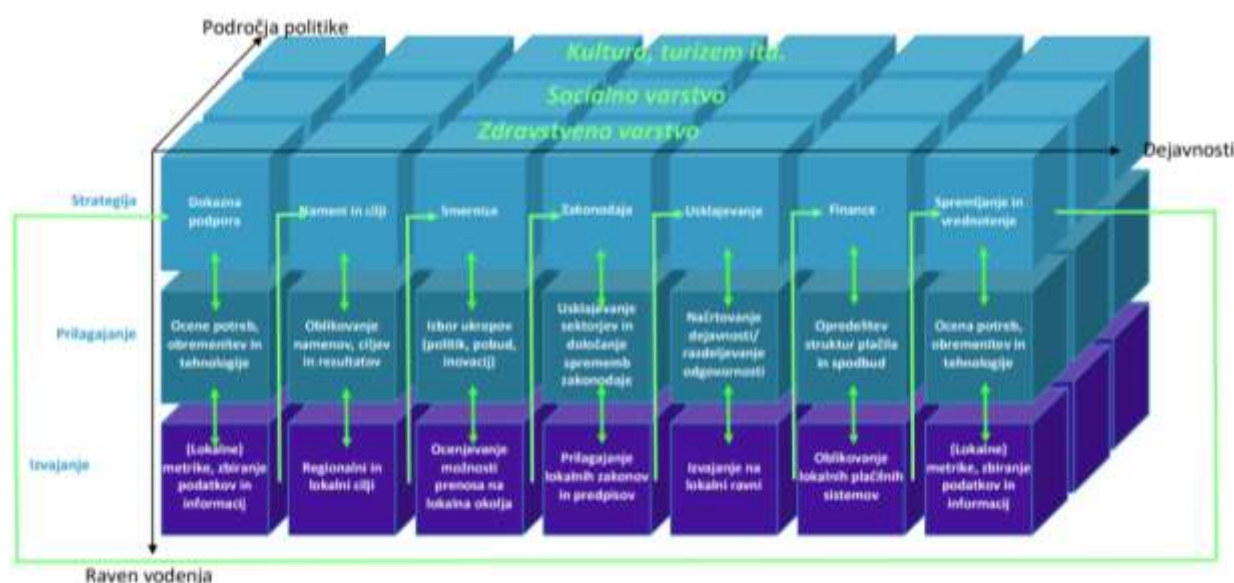 Področja politike
Kultura, turizem itd.
Socialno varstvo
Zdravstveno varstvo
Dejavnosti
Strategija
Dokazna
podpora
Nameni in cilji
Smernice
Zakonodaja
Usklajevanje
Finance
Spremljanje in
vrednotenje
Prilagajanje
Ocene potreb,
obremenitev in
tehnologije
Oblikovanje
namenov, ciljev
in rezultatov
Izbor ukrepov
(politik, pobud,
inovacij)
Usklajevanje
sektorjev in
določanje
sprememb
zakonodaje
Načrtovanje
dejavnosti/
razdeljevanje
odgovornosti
Opredelitev
struktur plačila
in spodbud
Ocena potreb,
obremenitev in
tehnologije
Izvajanje
(Lokalne)
metrike, zbiranje
podatkov in
informacij
Regionalni in
lokalni cilji
Ocenjevanje
možnosti
prenosa na
lokalna okolja
Prilagajanje
lokalnih zakonov
in predpisov
Izvajanje na
lokalni ravni
Oblikovanje
lokalnih plačilnih
sistemov
(Lokalne)
metrike, zbiranje
podatkov in
informacij
Raven vodenja